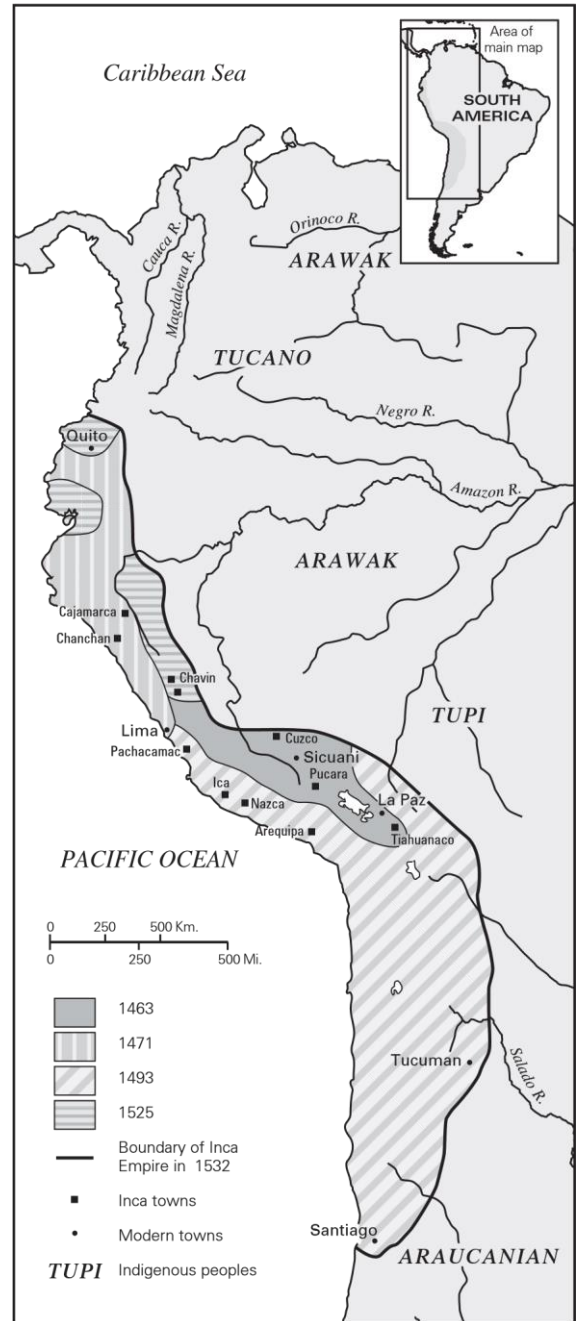 Caribbean Sea
Area of
main map
SOUTH
AMERICA
Orinoco R.
Cauca R.
Magdalena R.
ARAWAK
TUCANO
Negro R.
Quito
Amazon R.
ARAWAK
Cajamarca
Chanchan
Chavin
TUPI
Lima
Cuzco
Pachacamac
Sicuani
Pucara
Ica
La Paz
Nazca
Arequipa
Tiahuanaco
PACIFIC OCEAN
0 250 500 Km.
0 250 500 Mi.
1463
1471
1493
1525
Tucuman
Salado R.
Boundary of Inca
Empire in 1532
Inca towns
Modern towns
Santiago
ARAUCANIAN
TUPI Indigenous peoples